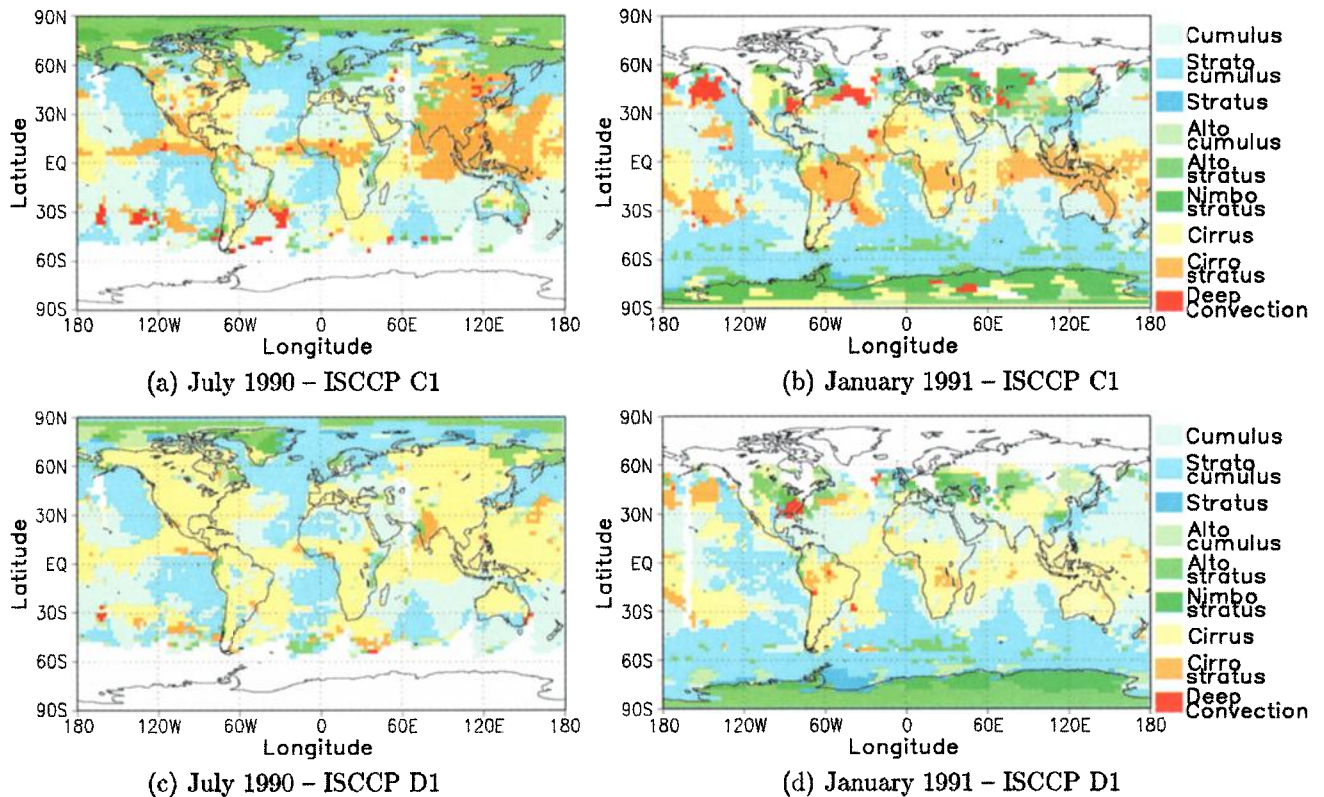 90N
60N
30N
EQ
30S
60S
90S
Latitude
180 120W 60W 0 60E 120E 180
Longitude
(a) July 1990 – ISCCP C1
90N
60N
30N
EQ
30S
60S
90S
Latitude
180 120W 60W 0 60E 120E 180
Longitude
(b) January 1991 – ISCCP C1
Cumulus
Strato
cumulus
Stratus
Alto
cumulus
Alto
stratus
Nimbo
stratus
Cirrus
Cirro
stratus
Deep
Convection
90N
60N
30N
EQ
30S
60S
90S
Latitude
180 120W 60W 0 60E 120E 180
Longitude
(c) July 1990 – ISCCP D1
90N
60N
30N
EQ
30S
60S
90S
Latitude
180 120W 60W 0 60E 120E 180
Longitude
(d) January 1991 – ISCCP D1
Cumulus
Strato
cumulus
Stratus
Alto
cumulus
Alto
stratus
Nimbo
stratus
Cirrus
Cirro
stratus
Deep
Convection